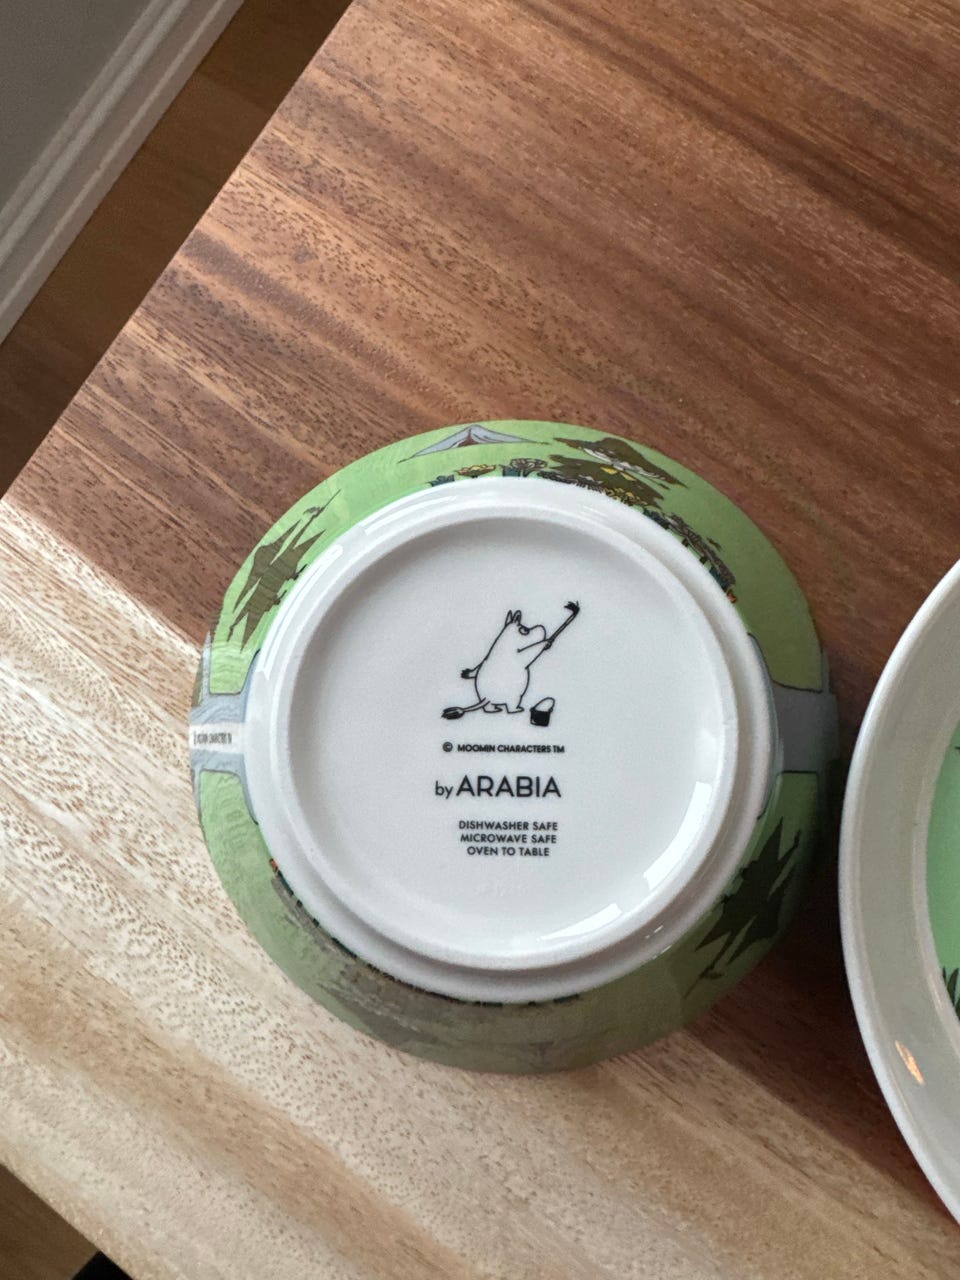 © MOOMIN CHARACTERS TM
by ARABIA
DISHWASHER SAFE
MICROWAVE SAFE
OVEN TO TABLE